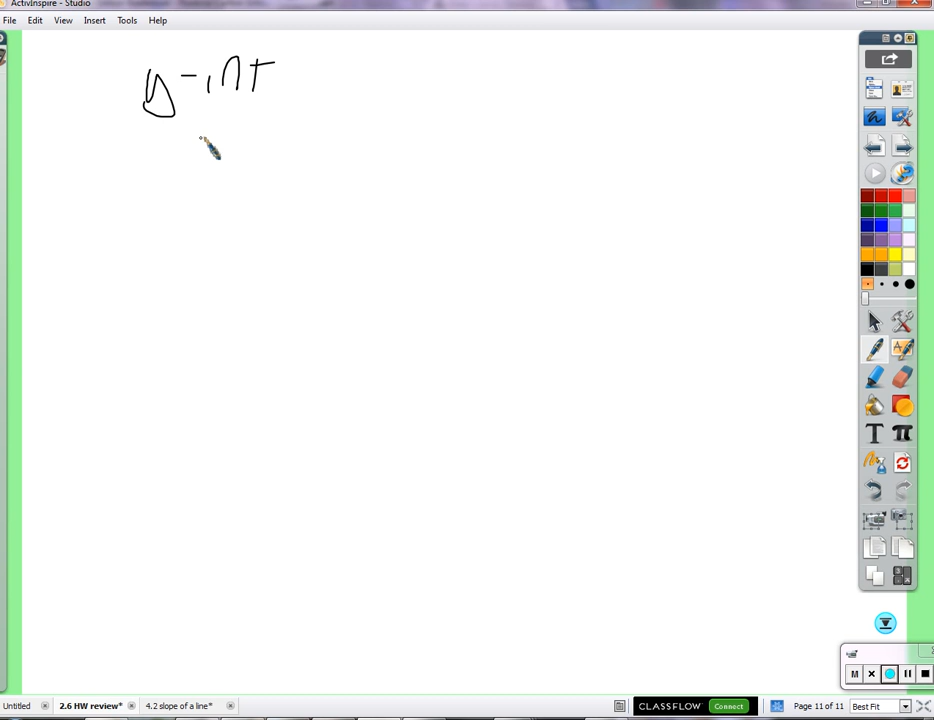 ActivInspire - Studio
File Edit View Insert Tools Help
y-int
Untitled 2.6 HW review* 4.2 slope of a line* CLASSFLOW Connect Page 11 of 11 Best Fit
M